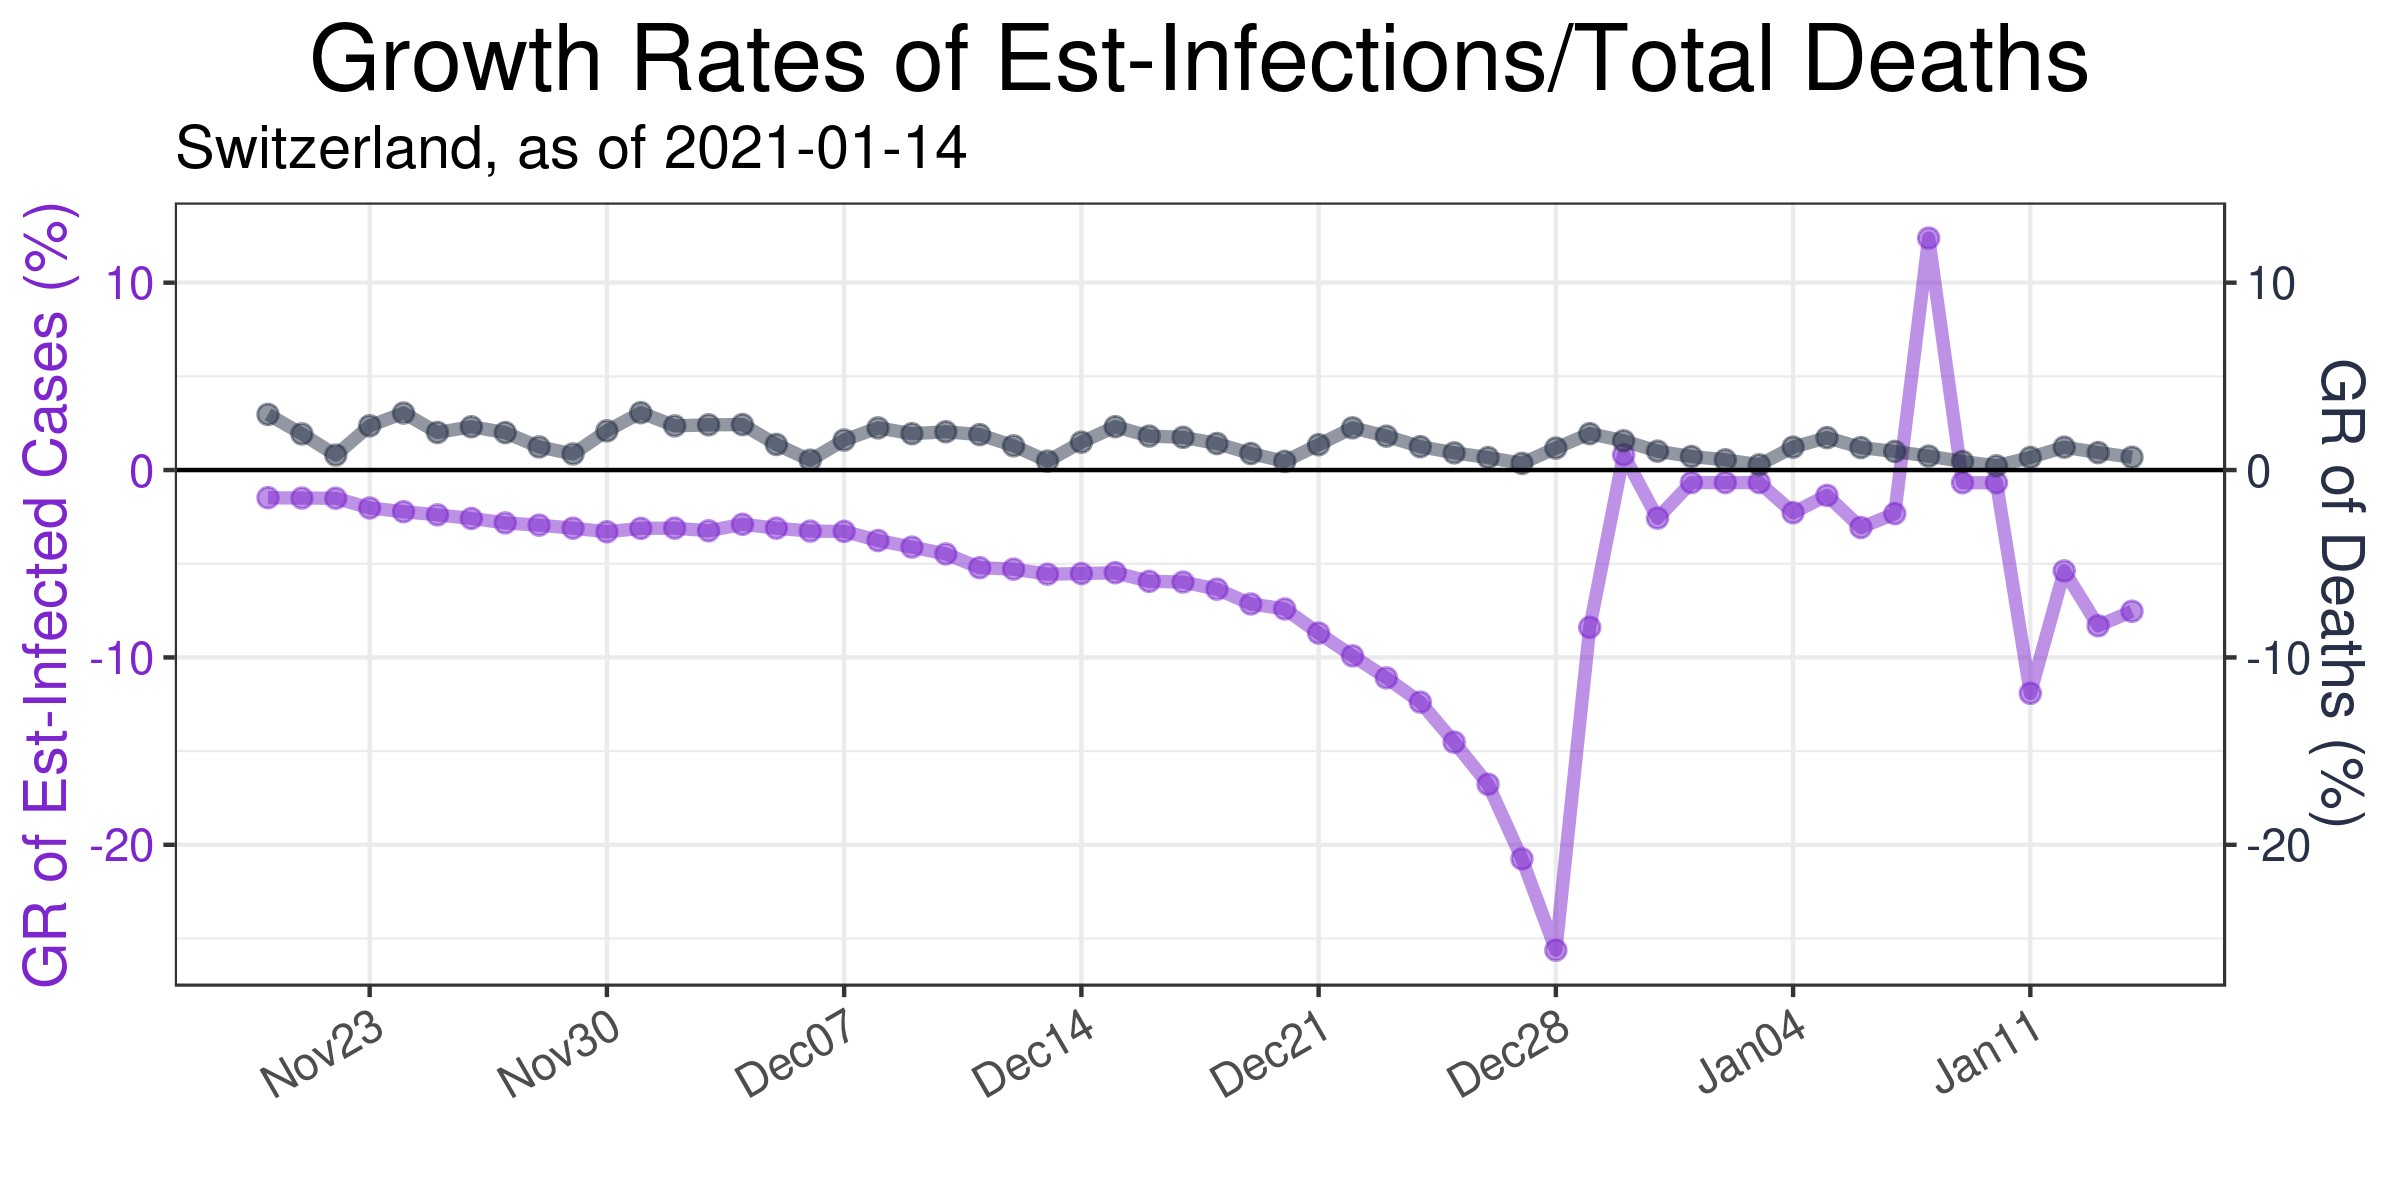 Growth Rates of Est-Infections/Total Deaths
Switzerland, as of 2021-01-14
GR of Est-Infected Cases (%)
10
0
-10
-20
10
0
-10
-20
GR of Deaths (%)
Nov23
Nov30
Dec07
Dec14
Dec21
Dec28
Jan04
Jan11